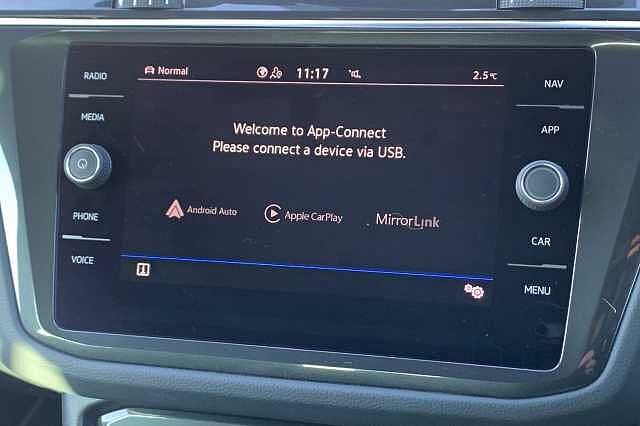 RADIO
MEDIA
PHONE
VOICE
Normal
11:17
2.5°C
Welcome to App-Connect
Please connect a device via USB.
Android Auto
Apple CarPlay
MirrorLink
NAV
APP
CAR
MENU